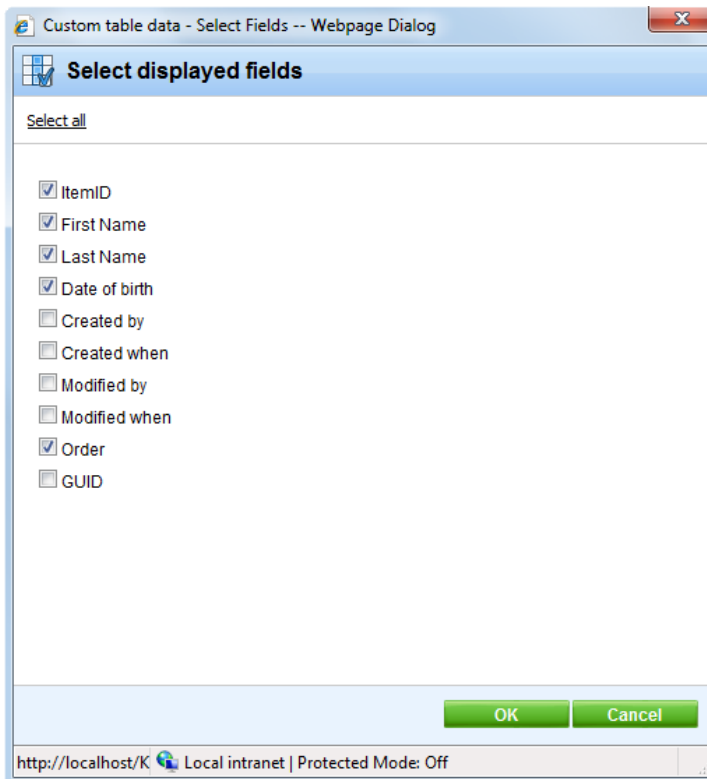 Custom table data - Select Fields -- Webpage Dialog
Select displayed fields
Select all
ItemID
First Name
Last Name
Date of birth
Created by
Created when
Modified by
Modified when
Order
GUID
OK Cancel
http://localhost/K Local intranet | Protected Mode: Off